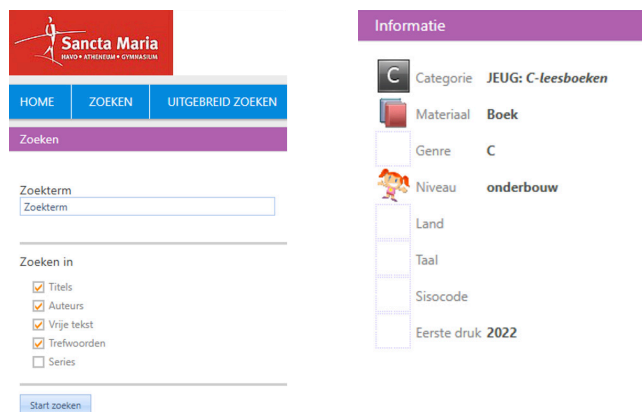 Sancta Maria
HAVO • ATHENEUM • GYMNASIUM
HOME ZOEKEN UITGEBREID ZOEKEN
Zoeken
Zoekterm
Zoekterm
Zoeken in
Titels
Auteurs
Vrije tekst
Trefwoorden
Series
Start zoeken
Informatie
C Categorie JEUG: C-leesboeken
Materiaal Boek
Genre C
Niveau onderbouw
Land
Taal
Sisocode
Eerste druk 2022